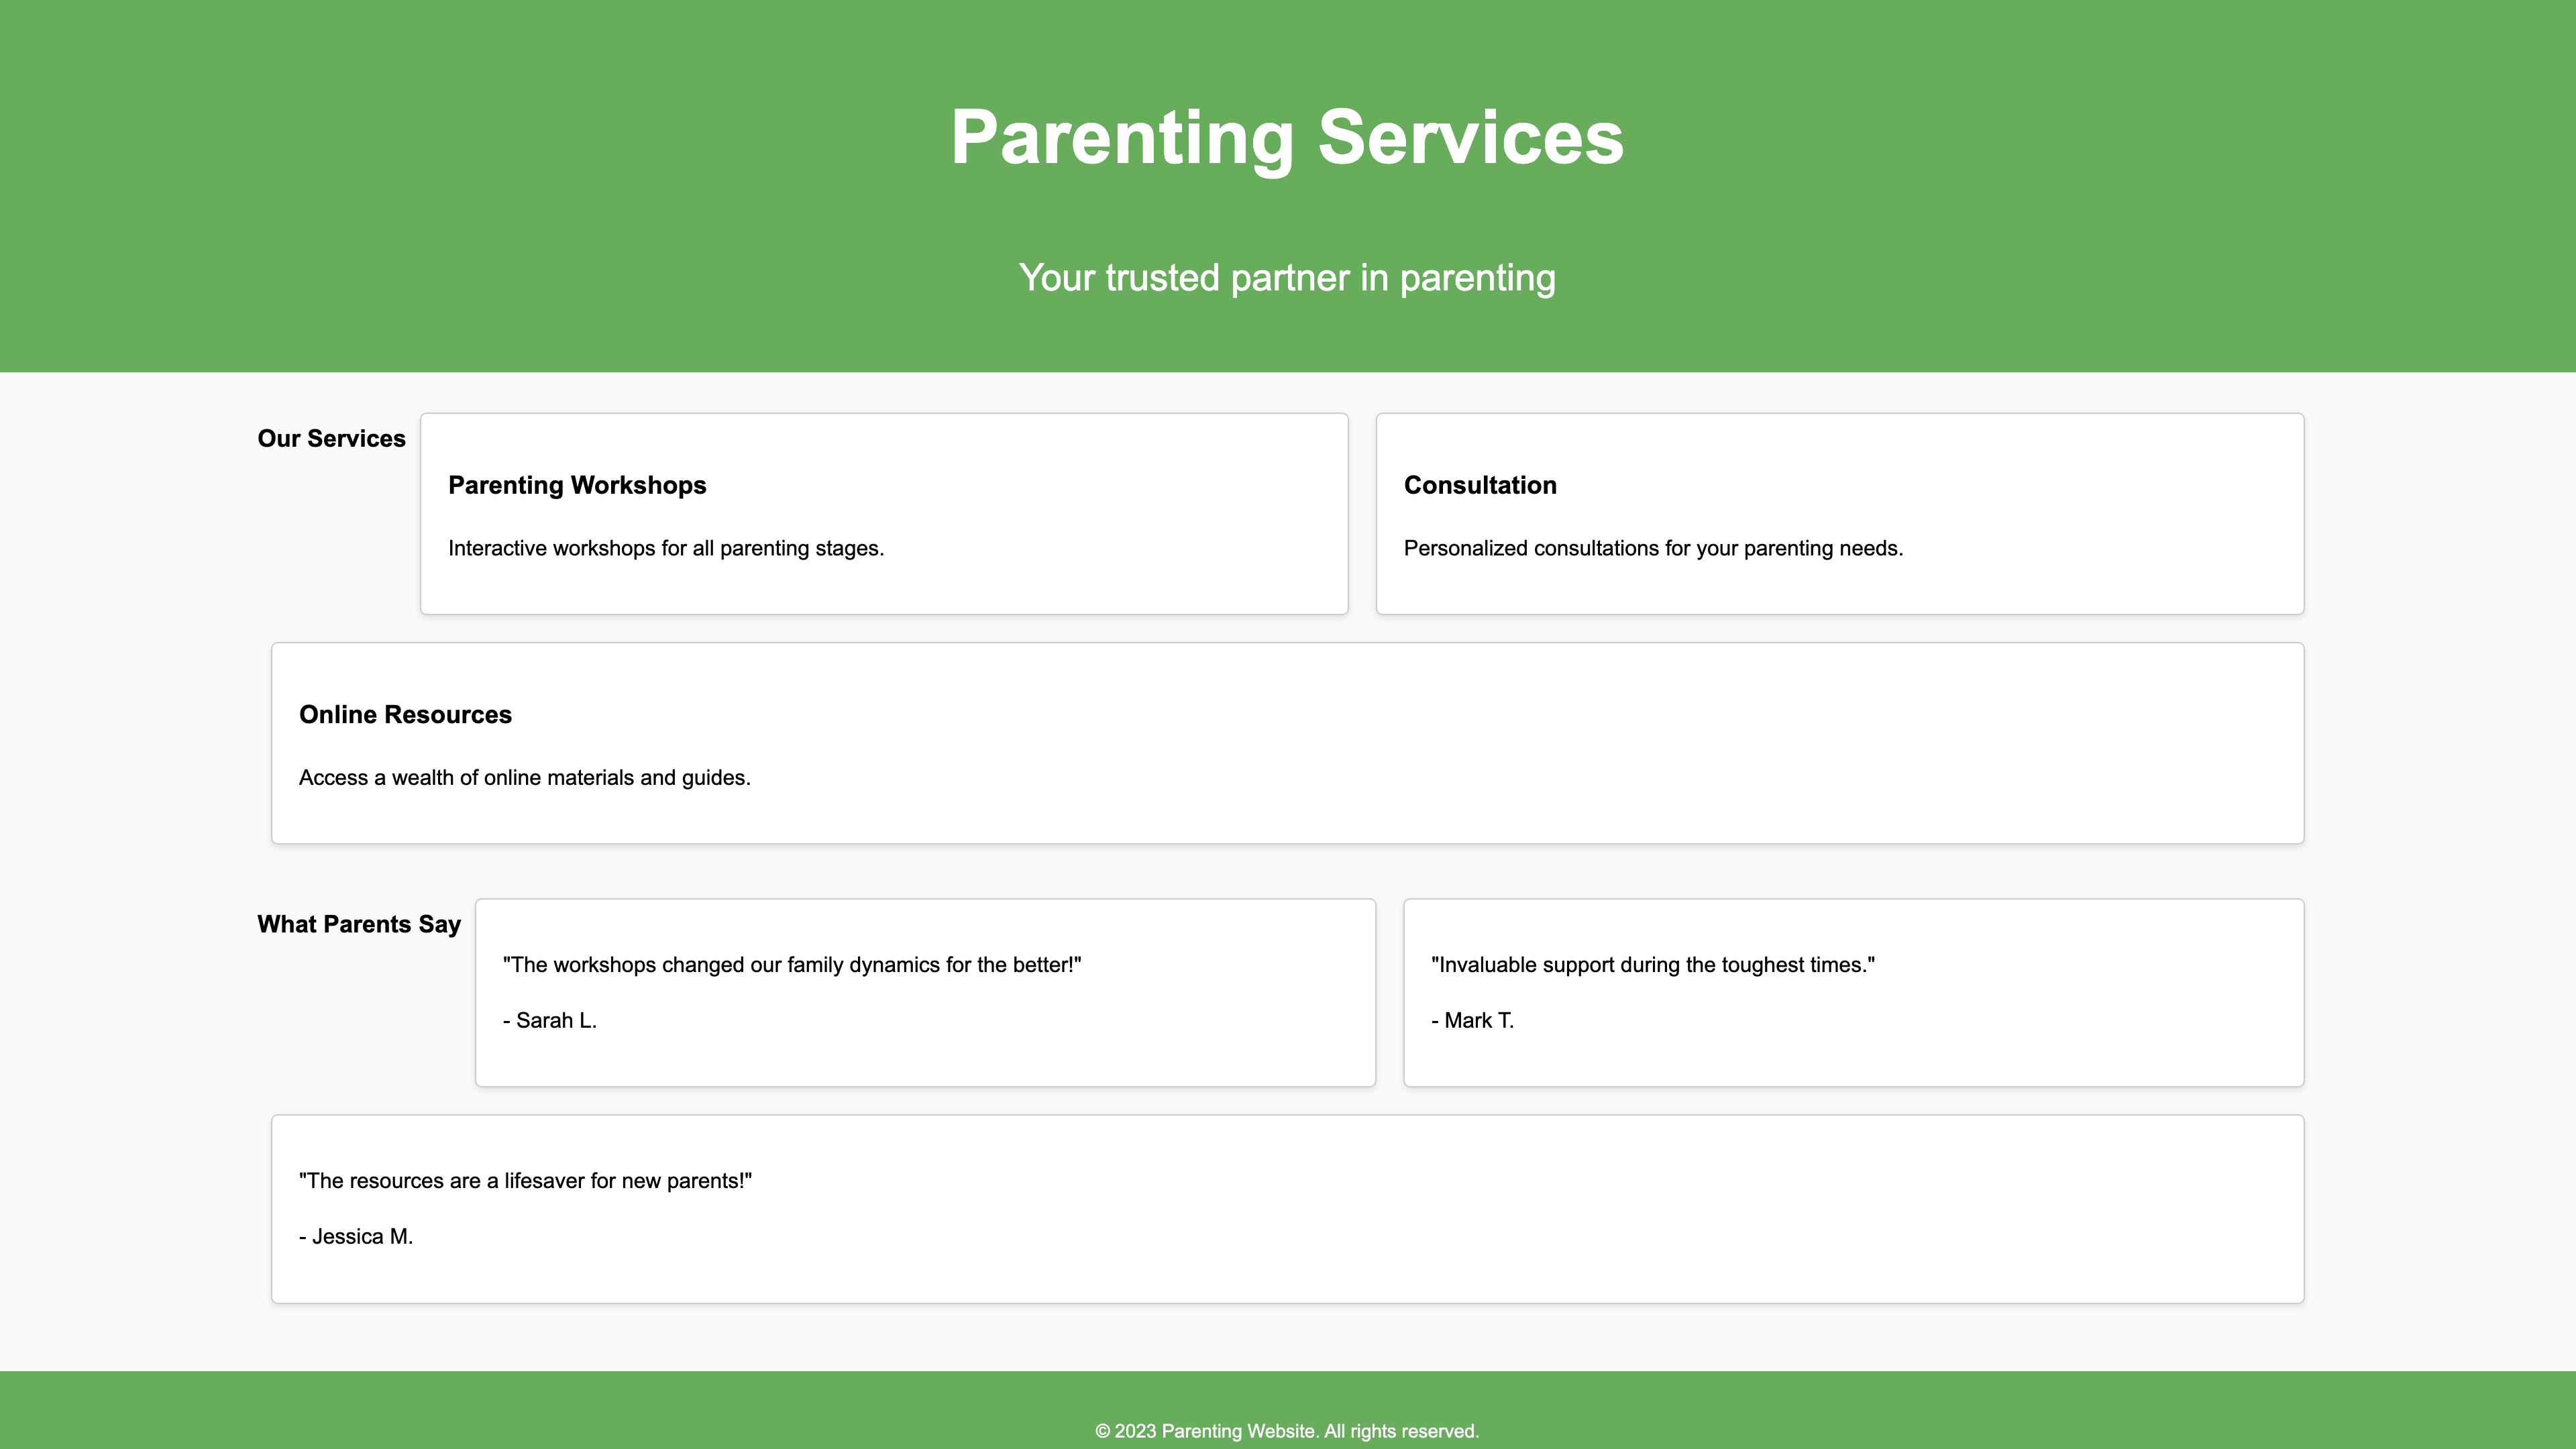 Parenting Services
Your trusted partner in parenting
Our Services
Parenting Workshops
Interactive workshops for all parenting stages.
Consultation
Personalized consultations for your parenting needs.
Online Resources
Access a wealth of online materials and guides.
What Parents Say
"The workshops changed our family dynamics for the better!"
- Sarah L.
"Invaluable support during the toughest times."
- Mark T.
"The resources are a lifesaver for new parents!"
- Jessica M.
© 2023 Parenting Website. All rights reserved.